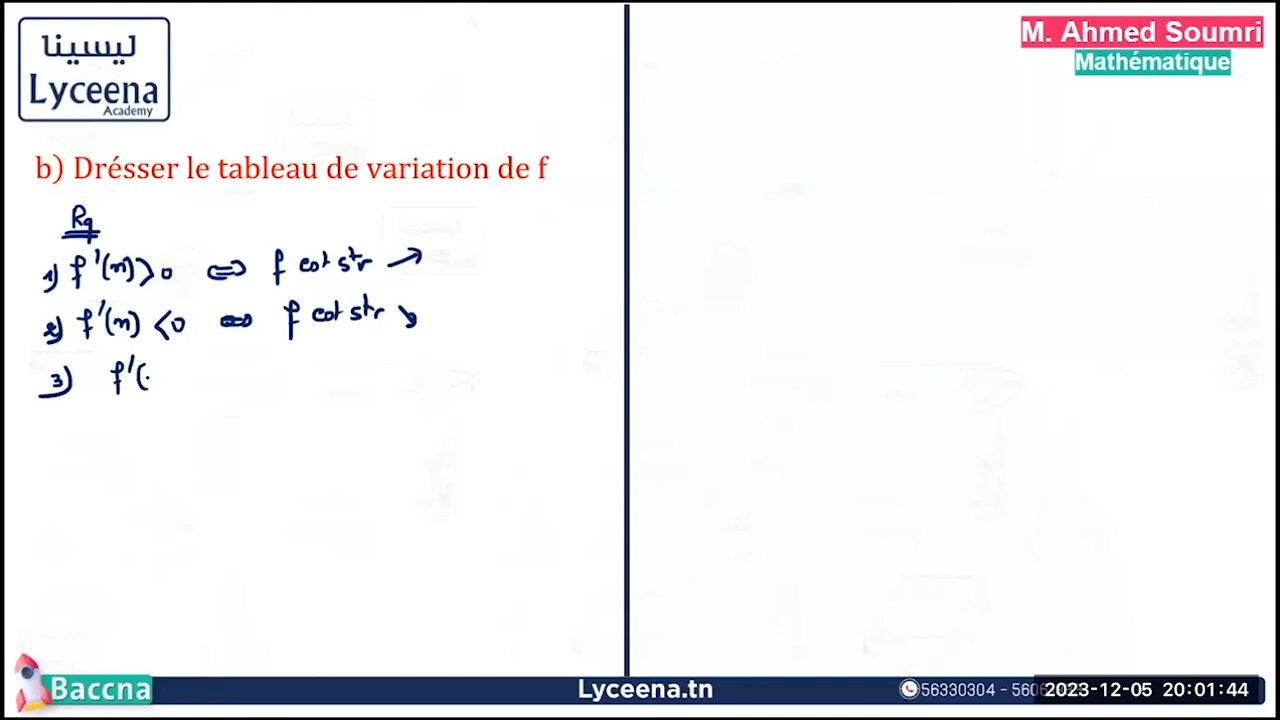 ليسينا
Lyceena
Academy
M. Ahmed Soumri
Mathématique
b) Drésser le tableau de variation de f
Rq
1) f'(x) > 0 ⇔ f est str ↗
2) f'(x) < 0 ⇔ f est str ↘
3) f'(
Baccna
Lyceena.tn
56330304 - 5606
2023-12-05 20:01:44